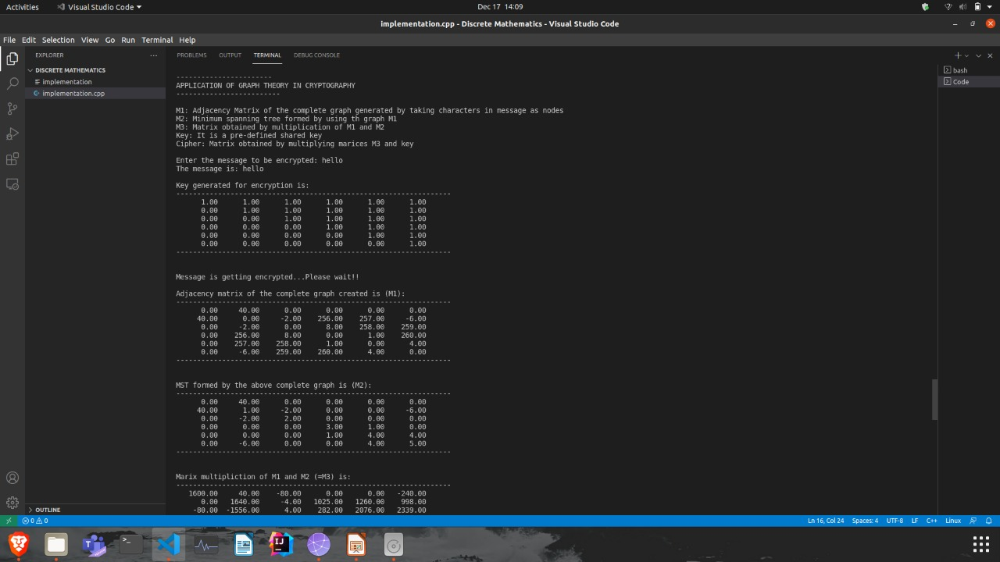 Activities
Visual Studio Code
Dec 17 14:09
implementation.cpp - Discrete Mathematics - Visual Studio Code
File Edit Selection View Go Run Terminal Help
EXPLORER
DISCRETE MATHEMATICS
implementation
implementation.cpp
OUTLINE
PROBLEMS OUTPUT TERMINAL DEBUG CONSOLE
-----------------------
APPLICATION OF GRAPH THEORY IN CRYPTOGRAPHY
-------------------------
M1: Adjacency Matrix of the complete graph generated by taking characters in message as nodes
M2: Minimum spanning tree formed by using th graph M1
M3: Matrix obtained by multiplication of M1 and M2
Key: It is a pre-defined shared key
Cipher: Matrix obtained by multiplying marices M3 and key
Enter the message to be encrypted: hello
The message is: hello
Key generated for encryption is:
------------------------------------------------------------------
1.00 1.00 1.00 1.00 1.00 1.00
0.00 1.00 1.00 1.00 1.00 1.00
0.00 0.00 1.00 1.00 1.00 1.00
0.00 0.00 0.00 1.00 1.00 1.00
0.00 0.00 0.00 0.00 1.00 1.00
0.00 0.00 0.00 0.00 0.00 1.00
------------------------------------------------------------------
Message is getting encrypted...Please wait!!
Adjacency matrix of the complete graph created is (M1):
------------------------------------------------------------------
0.00 40.00 0.00 0.00 0.00 0.00
40.00 0.00 -2.00 256.00 257.00 -6.00
0.00 -2.00 0.00 8.00 258.00 259.00
0.00 256.00 8.00 0.00 1.00 260.00
0.00 257.00 258.00 1.00 0.00 4.00
0.00 -6.00 259.00 260.00 4.00 0.00
------------------------------------------------------------------
MST formed by the above complete graph is (M2):
------------------------------------------------------------------
0.00 40.00 0.00 0.00 0.00 0.00
40.00 1.00 -2.00 0.00 0.00 -6.00
0.00 -2.00 2.00 0.00 0.00 0.00
0.00 0.00 0.00 3.00 1.00 0.00
0.00 0.00 0.00 1.00 4.00 4.00
0.00 -6.00 0.00 0.00 4.00 5.00
------------------------------------------------------------------
Marix multipliction of M1 and M2 (=M3) is:
------------------------------------------------------------------
1600.00 40.00 -80.00 0.00 0.00 -240.00
0.00 1640.00 -4.00 1025.00 1260.00 998.00
-80.00 -1556.00 4.00 282.00 2076.00 2339.00
bash
Code
0 0
Ln 16, Col 24 Spaces: 4 UTF-8 LF C++ Linux